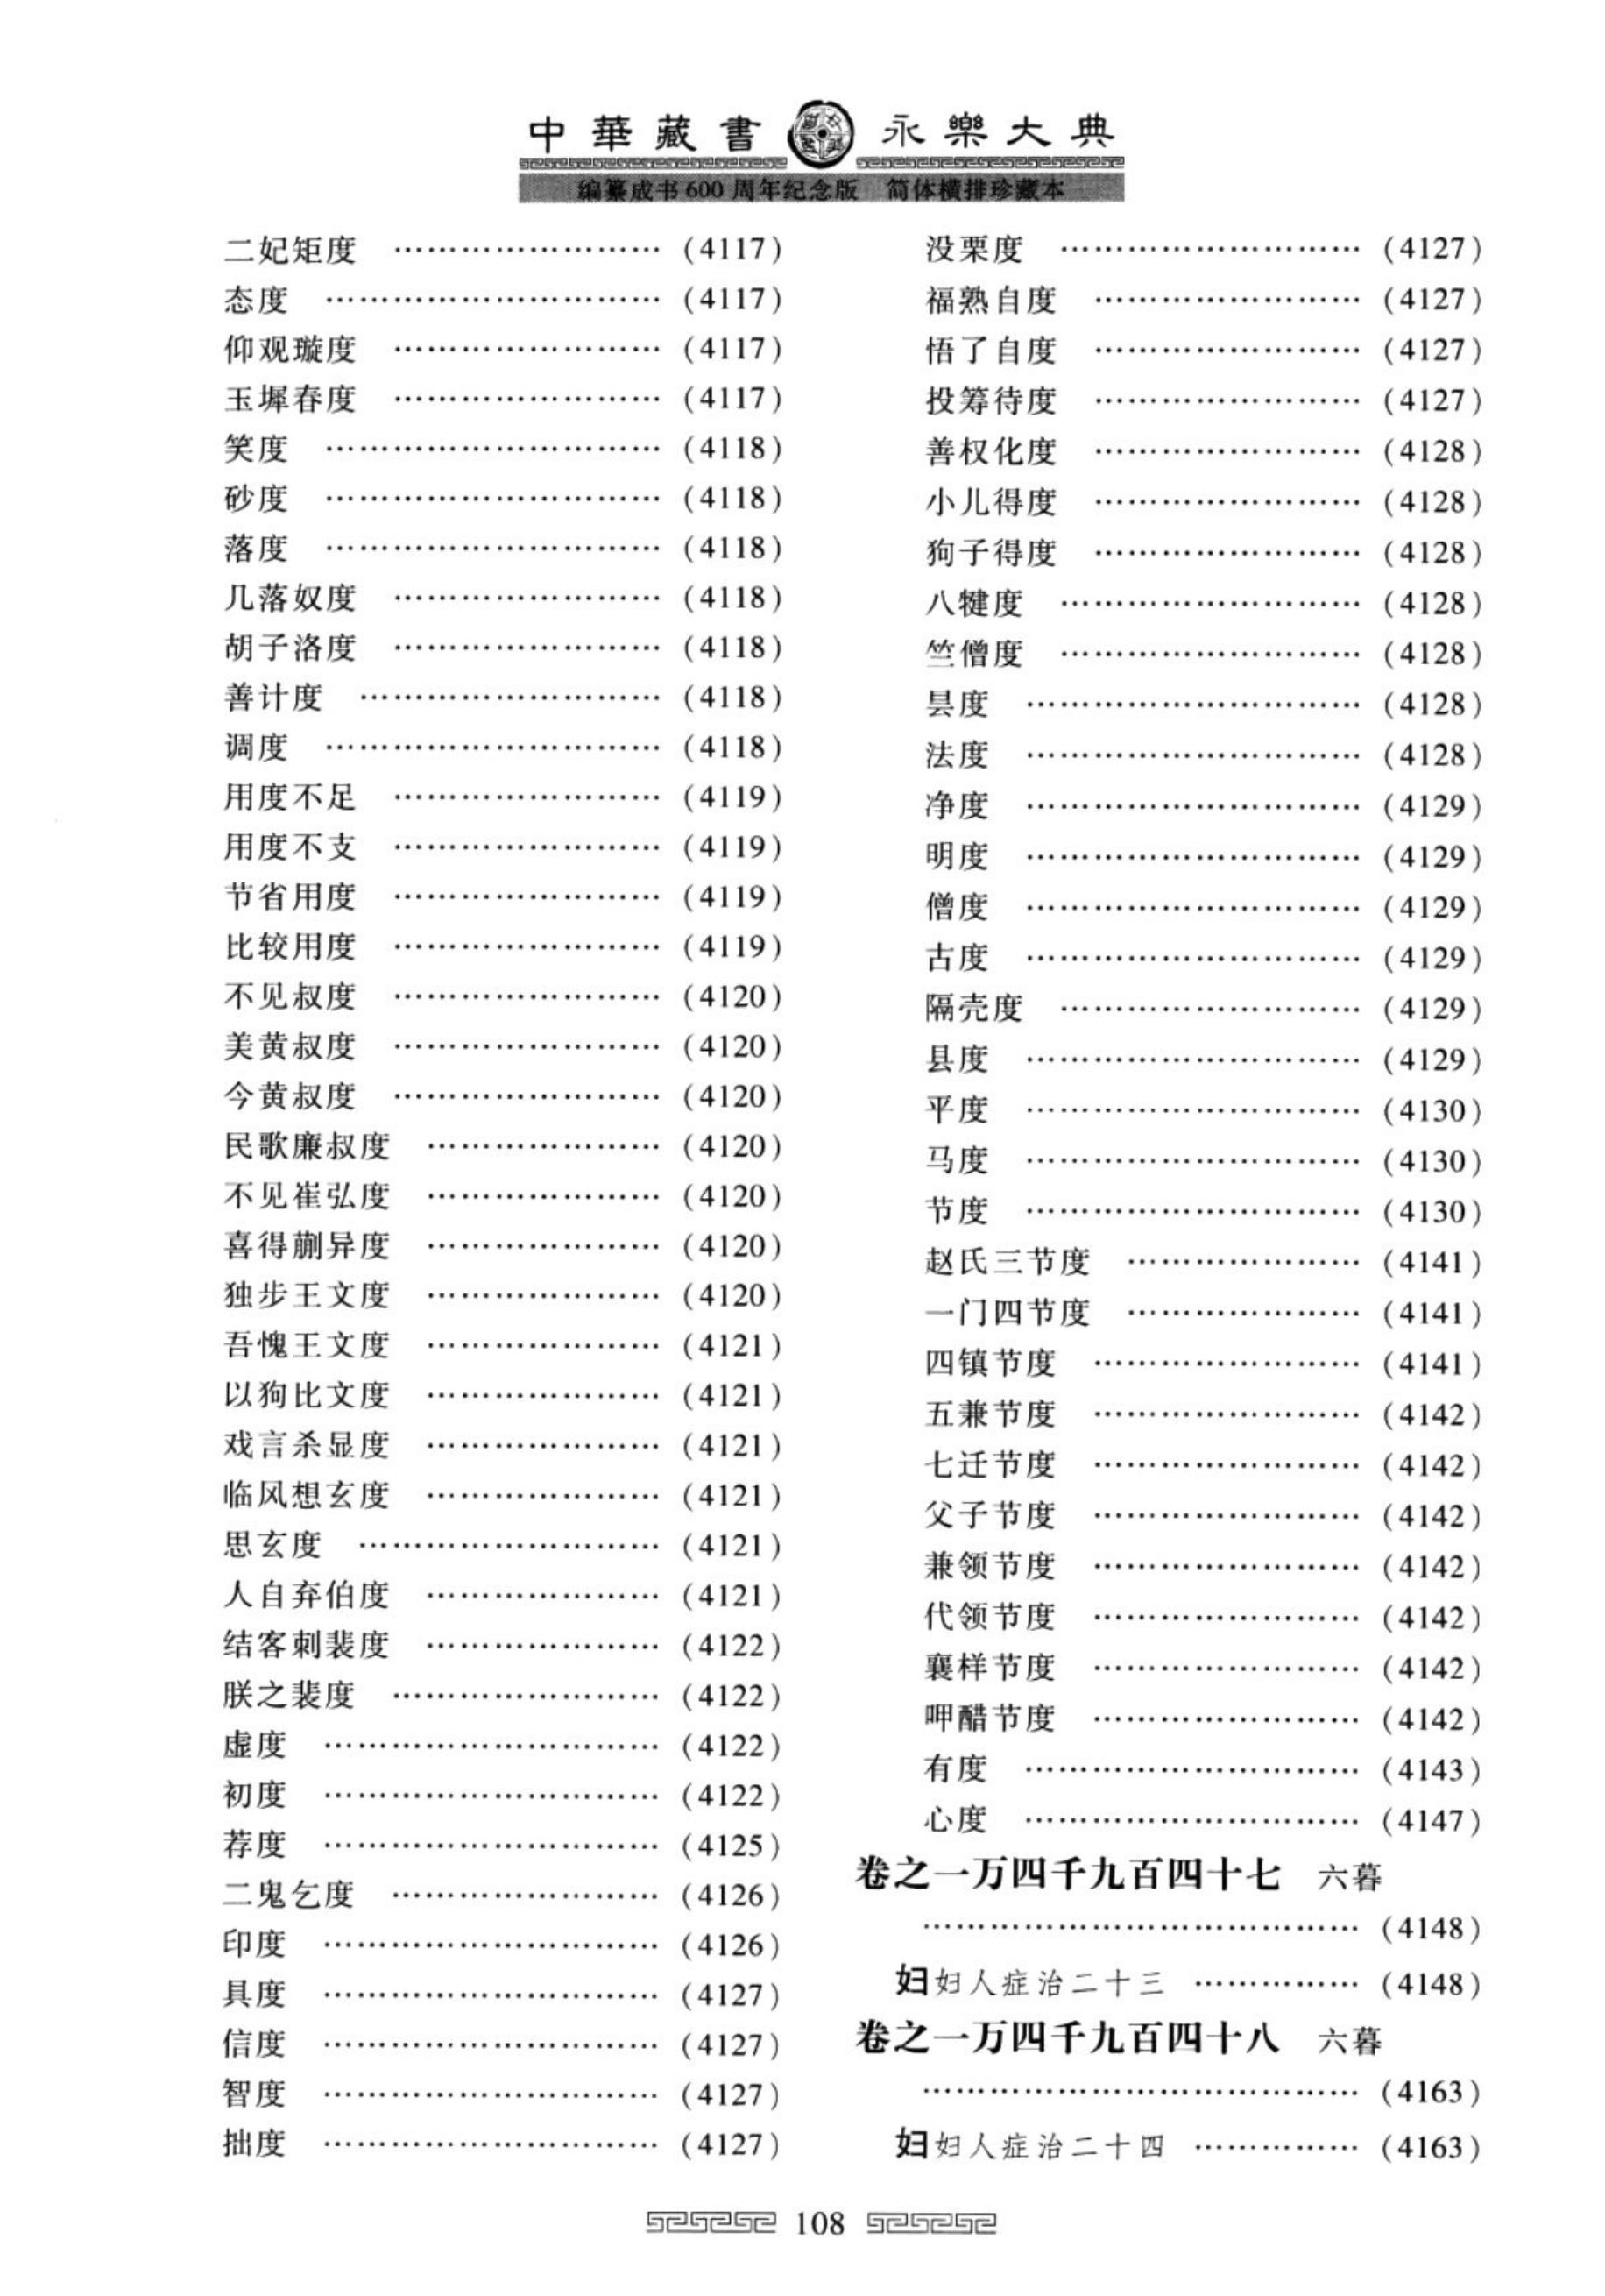 中華藏書 永樂大典
编纂成书600周年纪念版 简体横排珍藏本
二妃矩度 …………………… (4117)
态度 ………………………… (4117)
仰观璇度 …………………… (4117)
玉墀春度 …………………… (4117)
笑度 ………………………… (4118)
砂度 ………………………… (4118)
落度 ………………………… (4118)
几落奴度 …………………… (4118)
胡子洛度 …………………… (4118)
善计度 ……………………… (4118)
调度 ………………………… (4118)
用度不足 …………………… (4119)
用度不支 …………………… (4119)
节省用度 …………………… (4119)
比较用度 …………………… (4119)
不见叔度 …………………… (4120)
美黄叔度 …………………… (4120)
今黄叔度 …………………… (4120)
民歌廉叔度 ………………… (4120)
不见崔弘度 ………………… (4120)
喜得蒯异度 ………………… (4120)
独步王文度 ………………… (4120)
吾愧王文度 ………………… (4121)
以狗比文度 ………………… (4121)
戏言杀显度 ………………… (4121)
临风想玄度 ………………… (4121)
思玄度 ……………………… (4121)
人自弃伯度 ………………… (4121)
结客刺裴度 ………………… (4122)
朕之裴度 …………………… (4122)
虚度 ………………………… (4122)
初度 ………………………… (4122)
荐度 ………………………… (4125)
二鬼乞度 …………………… (4126)
印度 ………………………… (4126)
具度 ………………………… (4127)
信度 ………………………… (4127)
智度 ………………………… (4127)
拙度 ………………………… (4127)
没栗度 ……………………… (4127)
福熟自度 …………………… (4127)
悟了自度 …………………… (4127)
投筹待度 …………………… (4127)
善权化度 …………………… (4128)
小儿得度 …………………… (4128)
狗子得度 …………………… (4128)
八犍度 ……………………… (4128)
竺僧度 ……………………… (4128)
昙度 ………………………… (4128)
法度 ………………………… (4128)
净度 ………………………… (4129)
明度 ………………………… (4129)
僧度 ………………………… (4129)
古度 ………………………… (4129)
隔壳度 ……………………… (4129)
县度 ………………………… (4129)
平度 ………………………… (4130)
马度 ………………………… (4130)
节度 ………………………… (4130)
赵氏三节度 ………………… (4141)
一门四节度 ………………… (4141)
四镇节度 …………………… (4141)
五兼节度 …………………… (4142)
七迁节度 …………………… (4142)
父子节度 …………………… (4142)
兼领节度 …………………… (4142)
代领节度 …………………… (4142)
襄样节度 …………………… (4142)
呷醋节度 …………………… (4142)
有度 ………………………… (4143)
心度 ………………………… (4147)
卷之一万四千九百四十七 六暮
………………………………… (4148)
妇妇人症治二十三 …………… (4148)
卷之一万四千九百四十八 六暮
………………………………… (4163)
妇妇人症治二十四 …………… (4163)
108